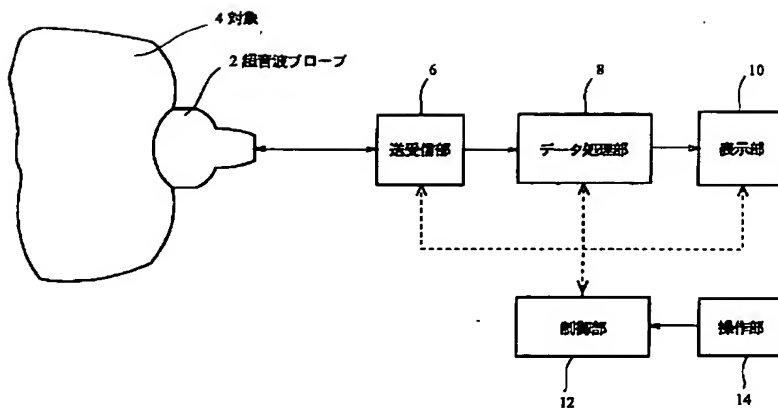 4 対象
2 超音波プローブ
6
8
10
送受信部
データ処理部
表示部
制御部
操作部
12
14